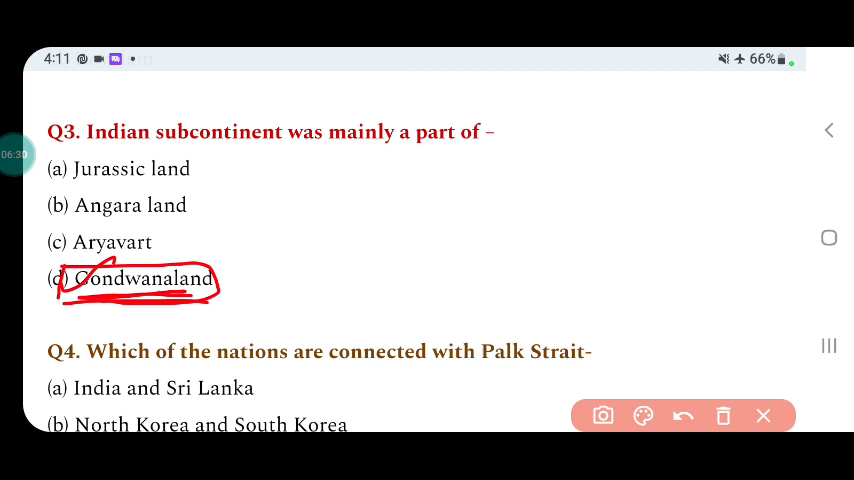 4:11
66%
Q3. Indian subcontinent was mainly a part of –
06:30
(a) Jurassic land
(b) Angara land
(c) Aryavart
(d) Gondwanaland
Q4. Which of the nations are connected with Palk Strait-
(a) India and Sri Lanka
(b) North Korea and South Korea